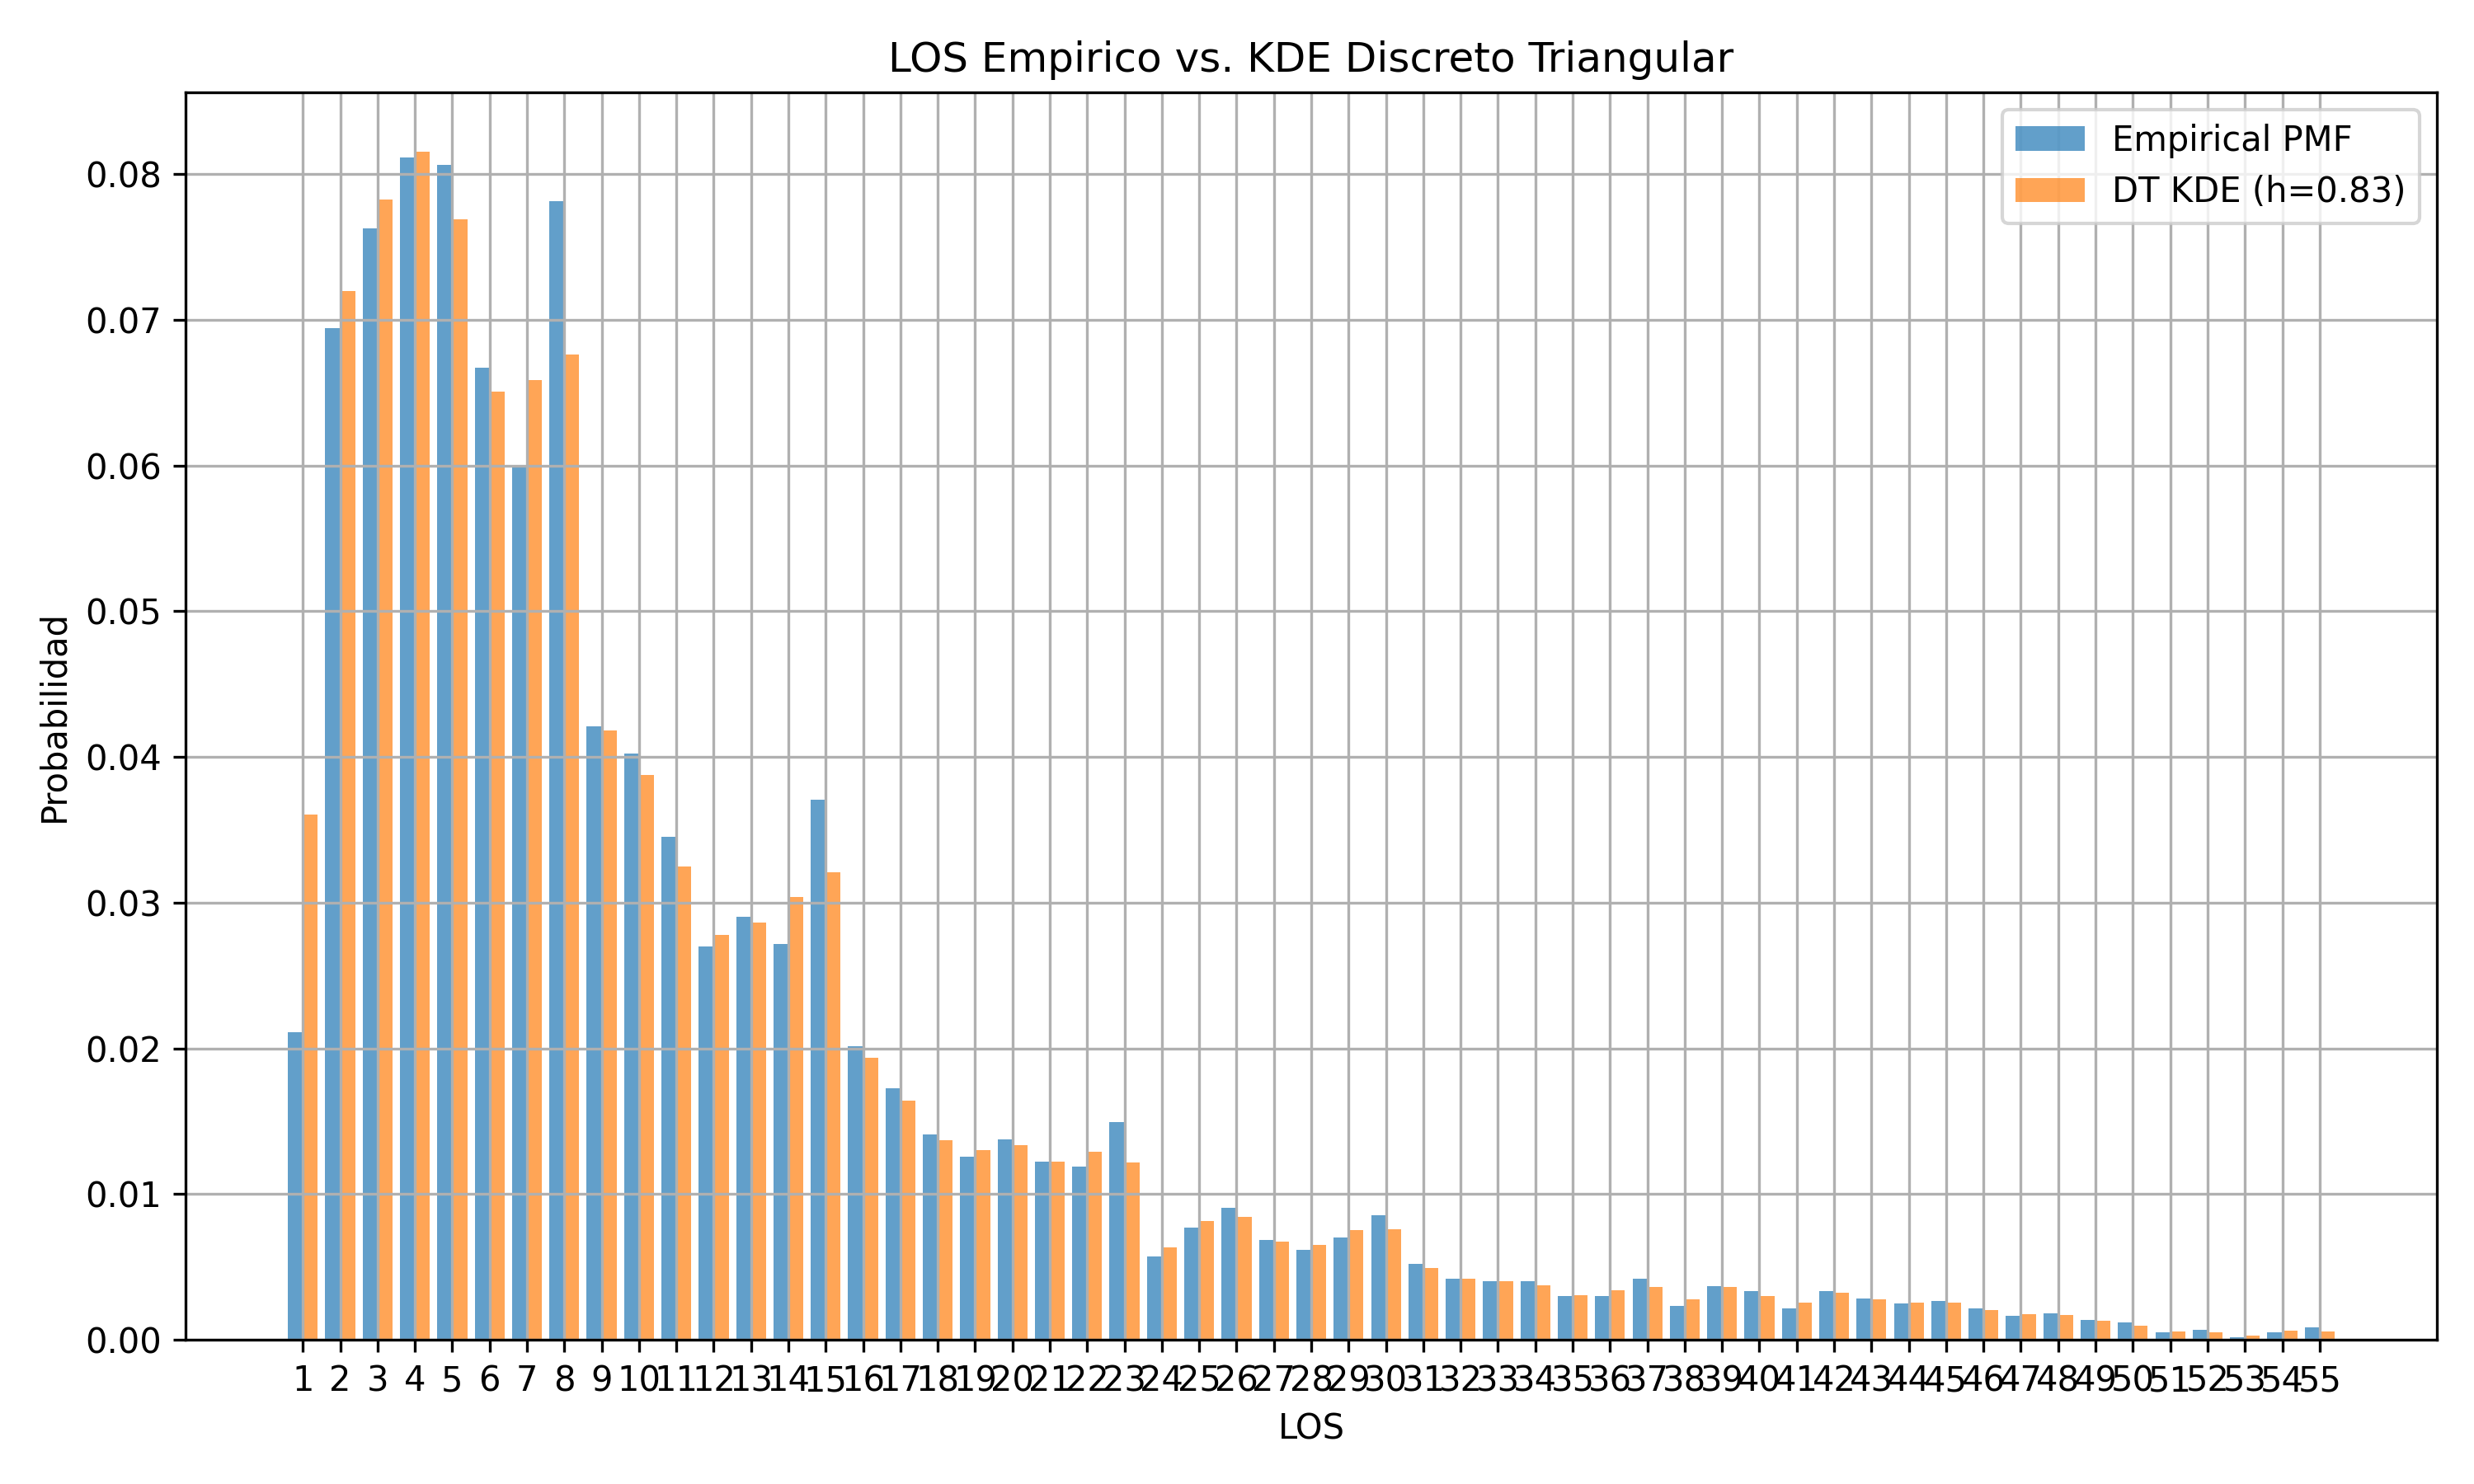 LOS Empirico vs. KDE Discreto Triangular
Empirical PMF
DT KDE (h=0.83)
Probabilidad
0.08
0.07
0.06
0.05
0.04
0.03
0.02
0.01
0.00
1 2 3 4 5 6 7 8 9 10 11 12 13 14 15 16 17 18 19 20 21 22 23 24 25 26 27 28 29 30 31 32 33 34 35 36 37 38 39 40 41 42 43 44 45 46 47 48 49 50 51 52 53 54 55
LOS